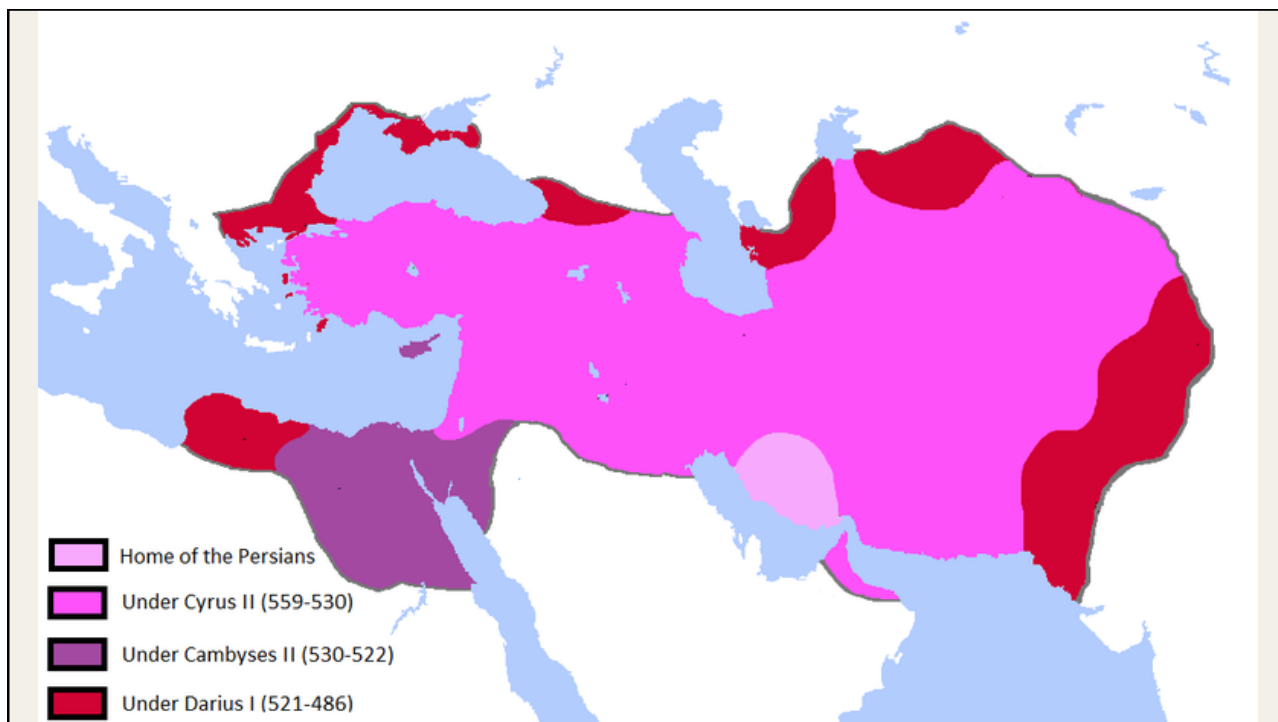 Home of the Persians
Under Cyrus II (559-530)
Under Cambyses II (530-522)
Under Darius I (521-486)